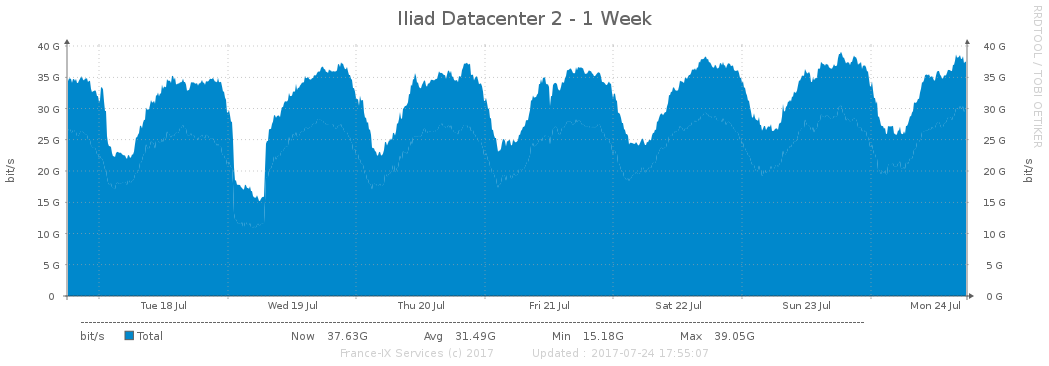 Iliad Datacenter 2 - 1 Week
RRDTOOL / TOBI OETIKER
40 G 40 G
35 G 35 G
30 G 30 G
25 G 25 G
20 G 20 G
15 G 15 G
10 G 10 G
5 G 5 G
0 0 G
bit/s bit/s
Tue 18 Jul Wed 19 Jul Thu 20 Jul Fri 21 Jul Sat 22 Jul Sun 23 Jul Mon 24 Jul
bit/s Total Now 37.63G Avg 31.49G Min 15.18G Max 39.05G
France-IX Services (c) 2017 Updated : 2017-07-24 17:55:07